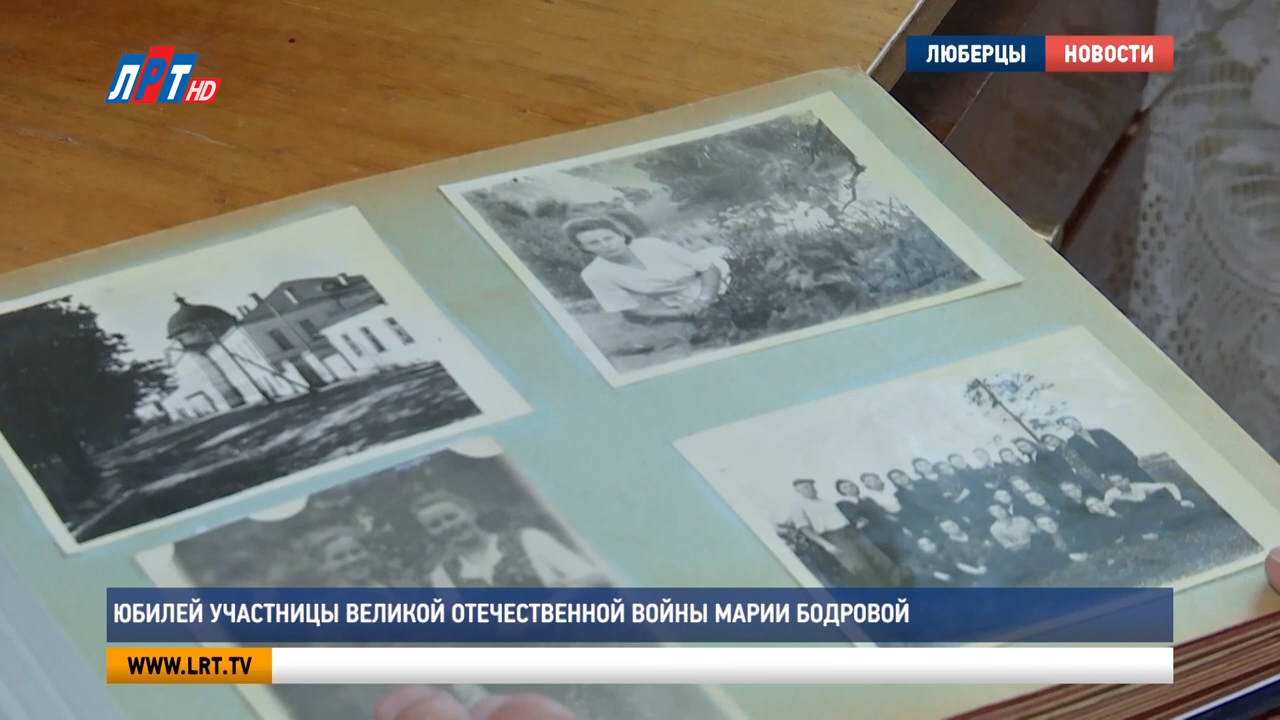 ЛРТ HD
ЛЮБЕРЦЫ НОВОСТИ
ЮБИЛЕЙ УЧАСТНИЦЫ ВЕЛИКОЙ ОТЕЧЕСТВЕННОЙ ВОЙНЫ МАРИИ БОДРОВОЙ
WWW.LRT.TV